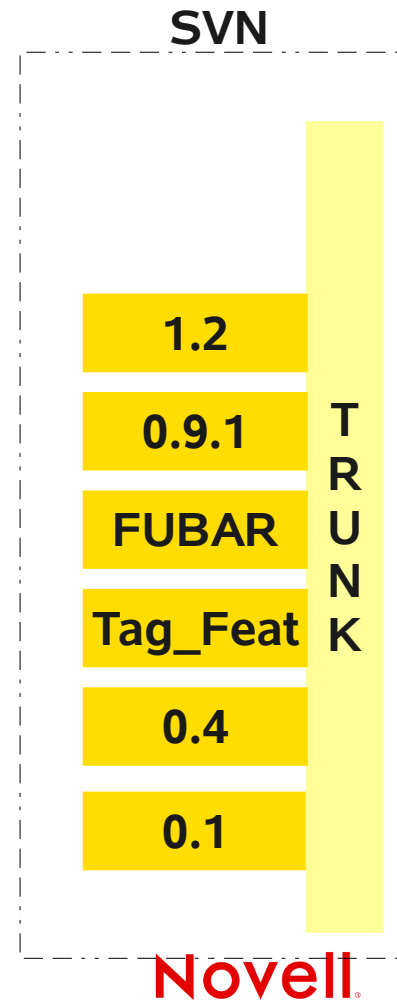 SVN
1.2
0.9.1
FUBAR
Tag_Feat
0.4
0.1
T
R
U
N
K
Novell®